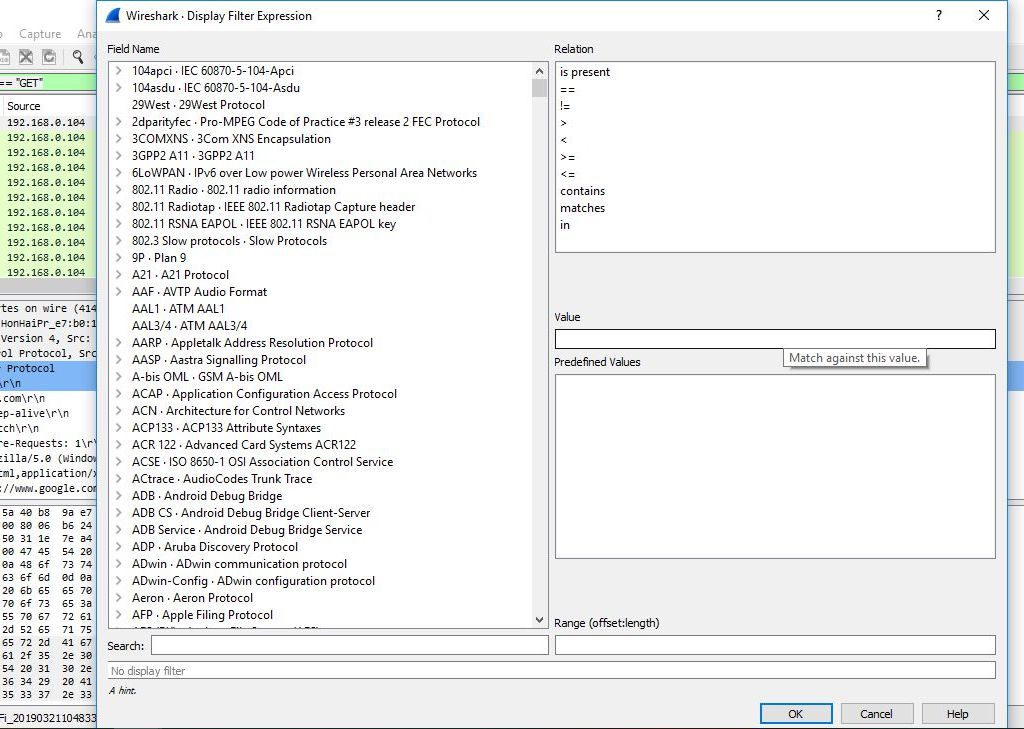 Wireshark · Display Filter Expression
?
Capture
Ana
== "GET"
Source
192.168.0.104
192.168.0.104
192.168.0.104
192.168.0.104
192.168.0.104
192.168.0.104
192.168.0.104
192.168.0.104
192.168.0.104
192.168.0.104
192.168.0.104
tes on wire (414
HonHaiPr_e7:b0:1
Version 4, Src:
ol Protocol, Src
Protocol
\r\n
.com\r\n
ep-alive\r\n
tch\r\n
re-Requests: 1\r\
zilla/5.0 (Window
tml,application/x
://www.google.com
5a 40 b8 9a e7
00 80 06 b6 24
50 31 1e 7e a4
00 47 45 54 20
0a 48 6f 73 74
63 6f 6d 0d 0a
20 6b 65 65 70
70 6f 73 65 3a
55 70 67 72 61
2d 52 65 71 75
65 72 2d 41 67
61 2f 35 2e 30
54 20 31 30 2e
36 34 29 20 41
35 33 37 2e 33
Fi_20190321104833
Field Name
104apci · IEC 60870-5-104-Apci
104asdu · IEC 60870-5-104-Asdu
29West · 29West Protocol
2dparityfec · Pro-MPEG Code of Practice #3 release 2 FEC Protocol
3COMXNS · 3Com XNS Encapsulation
3GPP2 A11 · 3GPP2 A11
6LoWPAN · IPv6 over Low power Wireless Personal Area Networks
802.11 Radio · 802.11 radio information
802.11 Radiotap · IEEE 802.11 Radiotap Capture header
802.11 RSNA EAPOL · IEEE 802.11 RSNA EAPOL key
802.3 Slow protocols · Slow Protocols
9P · Plan 9
A21 · A21 Protocol
AAF · AVTP Audio Format
AAL1 · ATM AAL1
AAL3/4 · ATM AAL3/4
AARP · Appletalk Address Resolution Protocol
AASP · Aastra Signalling Protocol
A-bis OML · GSM A-bis OML
ACAP · Application Configuration Access Protocol
ACN · Architecture for Control Networks
ACP133 · ACP133 Attribute Syntaxes
ACR 122 · Advanced Card Systems ACR122
ACSE · ISO 8650-1 OSI Association Control Service
ACtrace · AudioCodes Trunk Trace
ADB · Android Debug Bridge
ADB CS · Android Debug Bridge Client-Server
ADB Service · Android Debug Bridge Service
ADP · Aruba Discovery Protocol
ADwin · ADwin communication protocol
ADwin-Config · ADwin configuration protocol
Aeron · Aeron Protocol
AFP · Apple Filing Protocol
Search:
No display filter
A hint.
Relation
is present
==
!=
>
<
>=
<=
contains
matches
in
Value
Match against this value.
Predefined Values
Range (offset:length)
OK
Cancel
Help